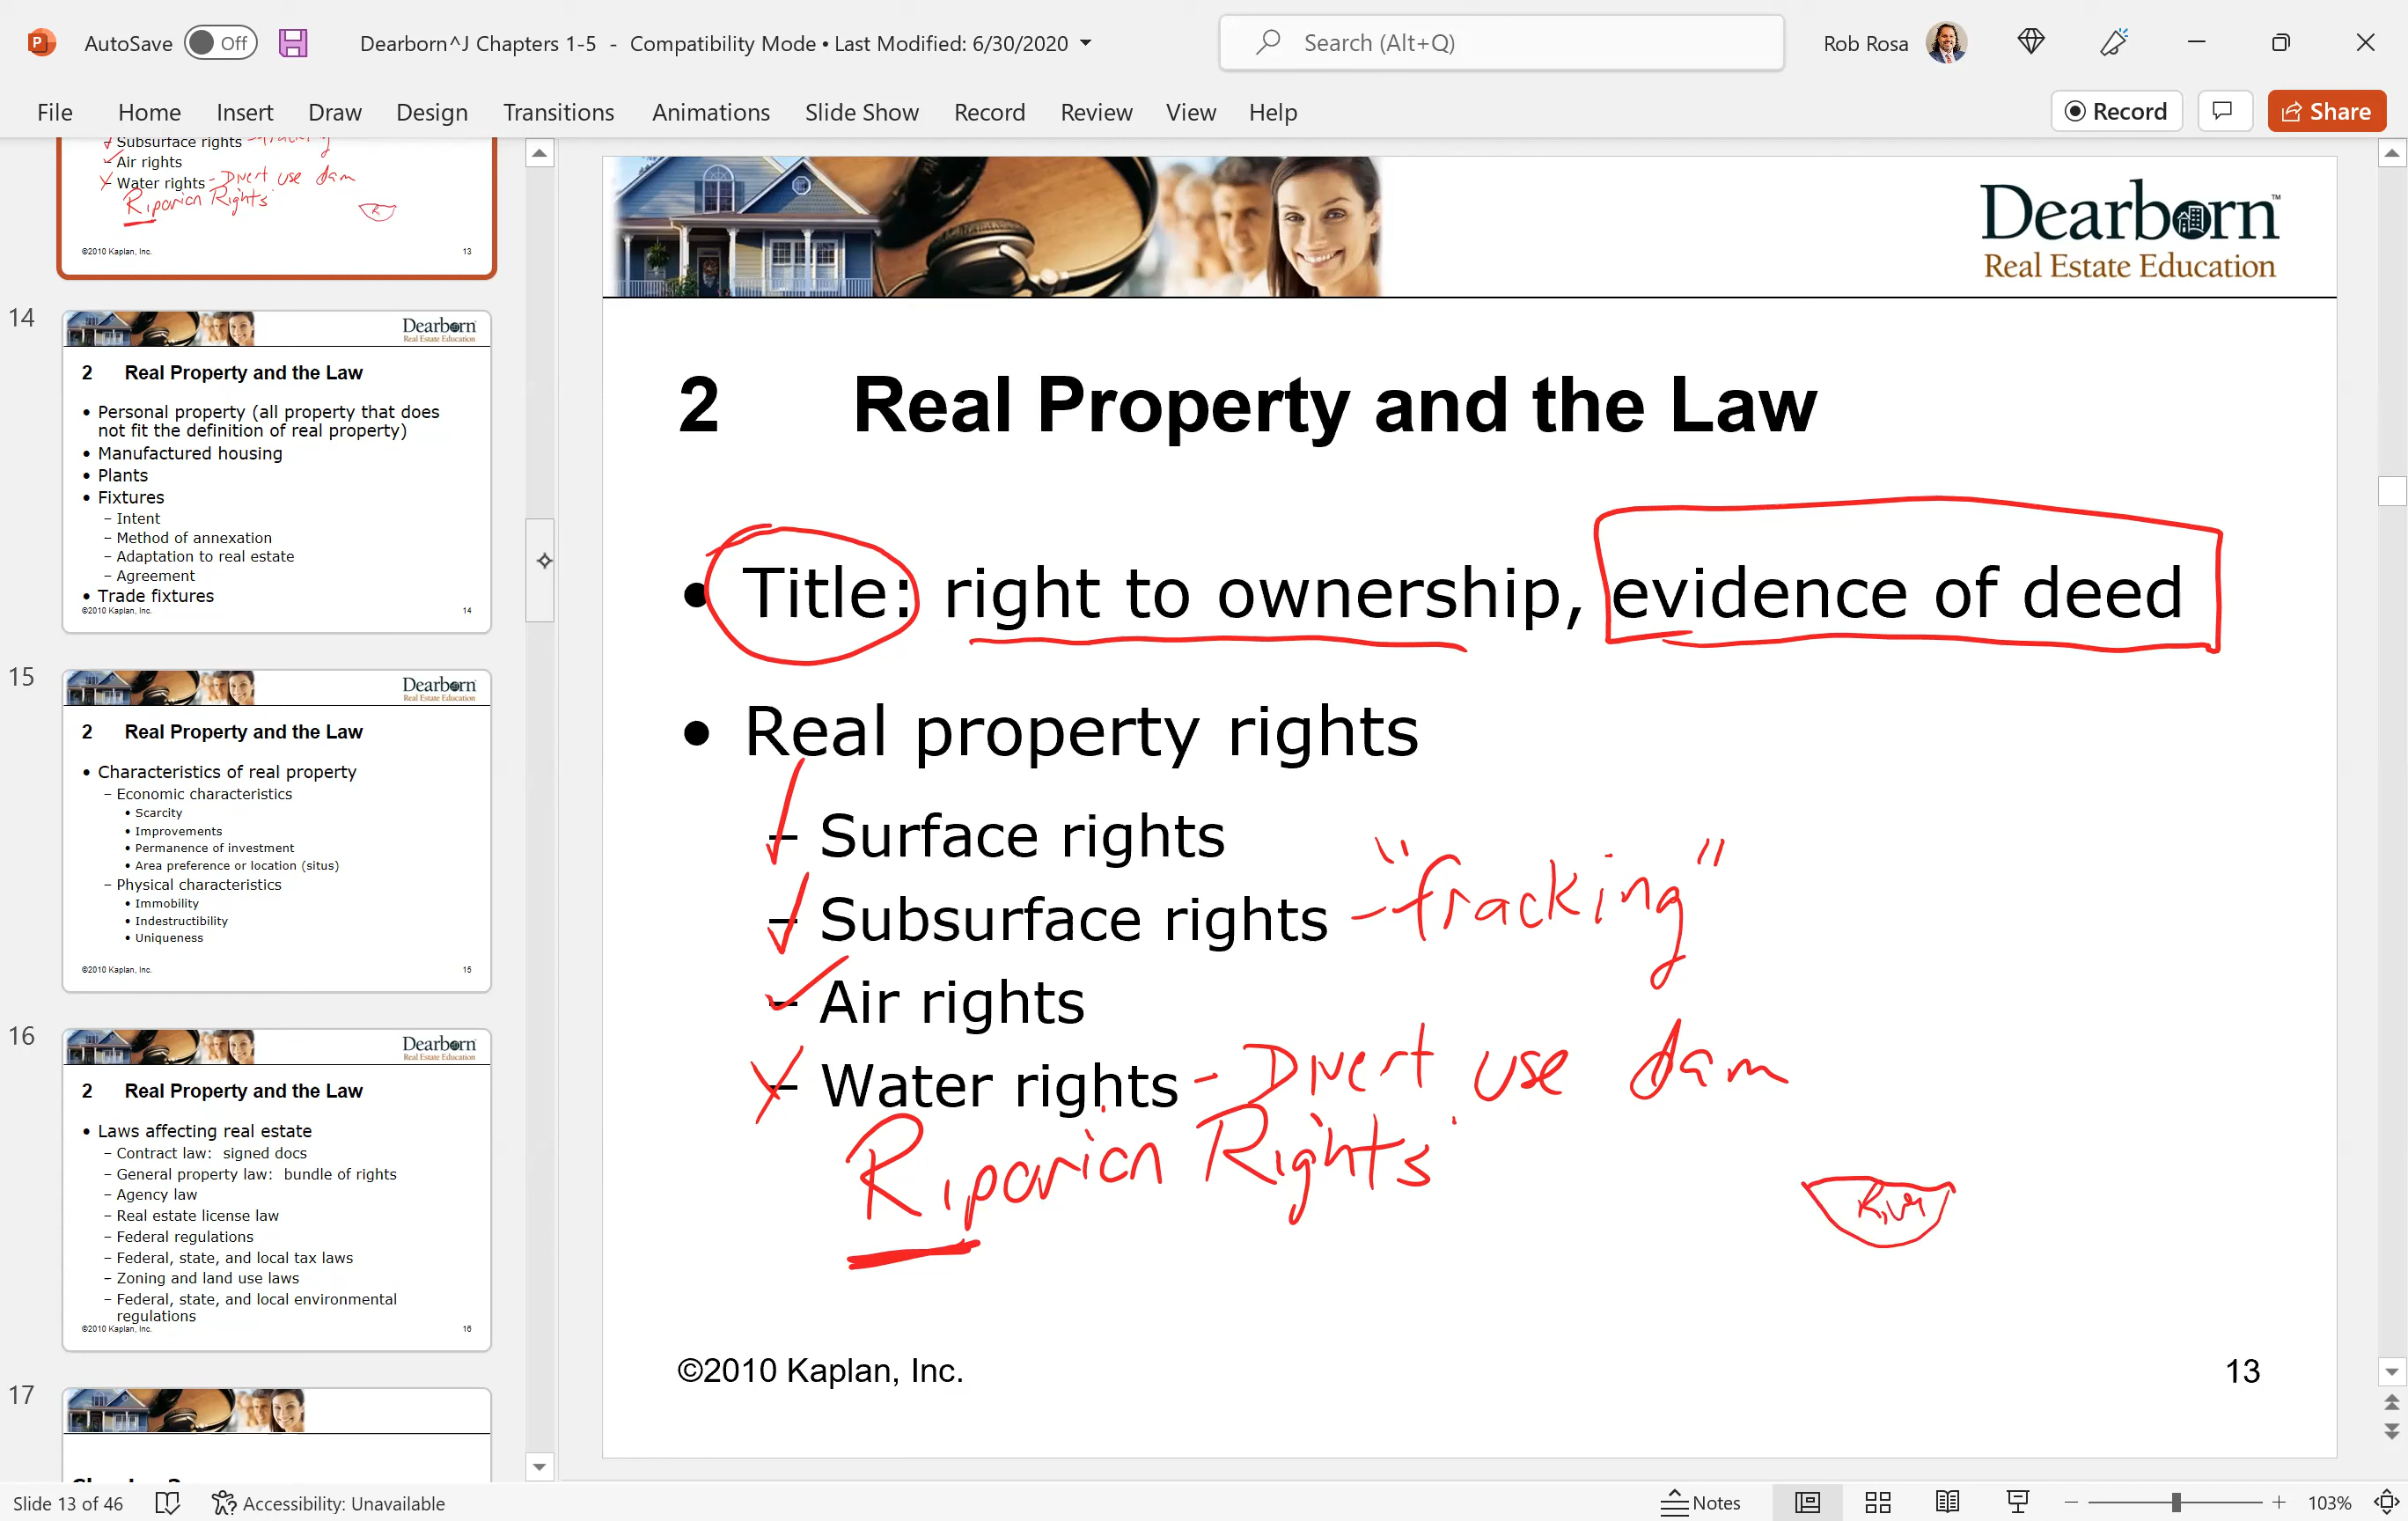 AutoSave Off Dearborn^J Chapters 1-5 - Compatibility Mode • Last Modified: 6/30/2020 Search (Alt+Q) Rob Rosa
File Home Insert Draw Design Transitions Animations Slide Show Record Review View Help Record Share
Subsurface rights - fracking
Air rights
Water rights - Divert use dam
Riparian Rights
©2010 Kaplan, Inc. 13
14
Dearborn
Real Estate Education
2 Real Property and the Law
• Personal property (all property that does
not fit the definition of real property)
• Manufactured housing
• Plants
• Fixtures
– Intent
– Method of annexation
– Adaptation to real estate
– Agreement
• Trade fixtures
©2010 Kaplan, Inc. 14
15
Dearborn
Real Estate Education
2 Real Property and the Law
• Characteristics of real property
– Economic characteristics
• Scarcity
• Improvements
• Permanence of investment
• Area preference or location (situs)
– Physical characteristics
• Immobility
• Indestructibility
• Uniqueness
©2010 Kaplan, Inc. 15
16
Dearborn
Real Estate Education
2 Real Property and the Law
• Laws affecting real estate
– Contract law: signed docs
– General property law: bundle of rights
– Agency law
– Real estate license law
– Federal regulations
– Federal, state, and local tax laws
– Zoning and land use laws
– Federal, state, and local environmental
regulations
©2010 Kaplan, Inc. 16
17
Dearborn™
Real Estate Education
2 Real Property and the Law
• Title: right to ownership, evidence of deed
• Real property rights
– Surface rights
– Subsurface rights - "fracking"
– Air rights
– Water rights - Divert use dam
Riparian Rights
River
©2010 Kaplan, Inc. 13
Slide 13 of 46 Accessibility: Unavailable Notes 103%